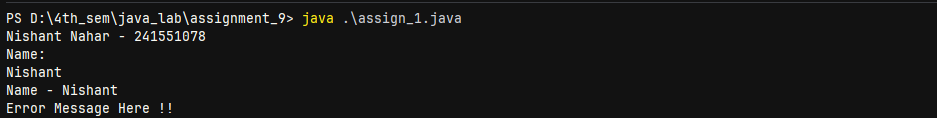 PS D:\4th_sem\java_lab\assignment_9> java .\assign_1.java
Nishant Nahar - 241551078
Name:
Nishant
Name - Nishant
Error Message Here !!